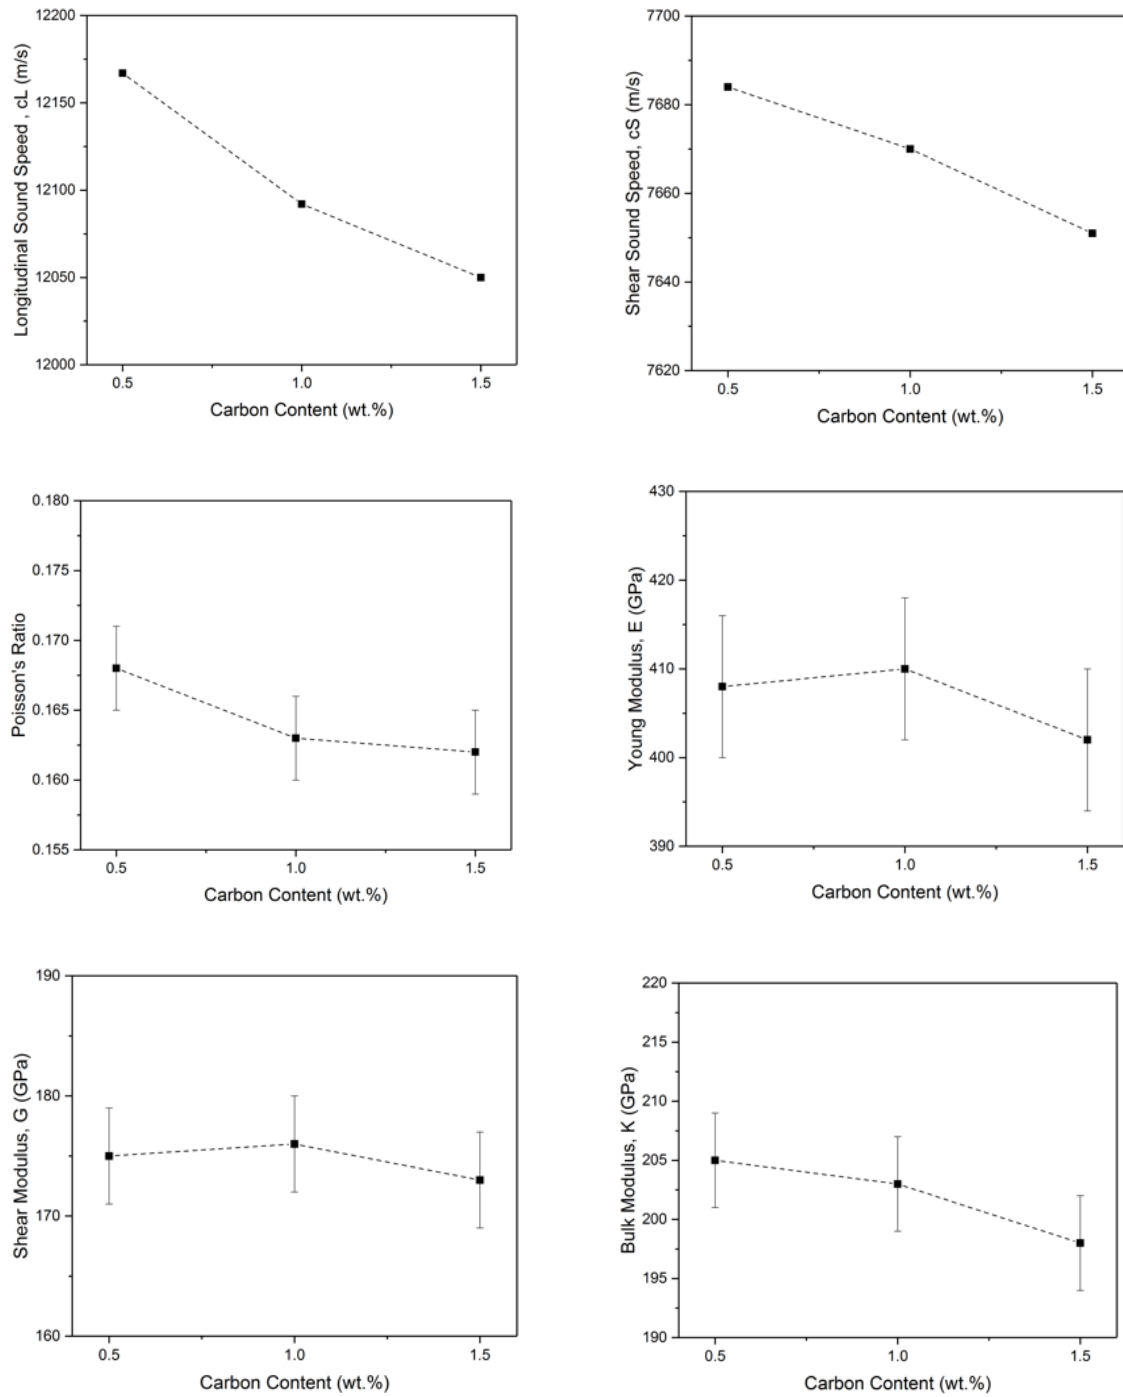 Longitudinal Sound Speed , cL (m/s)
12200
12150
12100
12050
12000
0.5 1.0 1.5
Carbon Content (wt.%)
Shear Sound Speed, cS (m/s)
7700
7680
7660
7640
7620
0.5 1.0 1.5
Carbon Content (wt.%)
Poisson's Ratio
0.180
0.175
0.170
0.165
0.160
0.155
0.5 1.0 1.5
Carbon Content (wt.%)
Young Modulus, E (GPa)
430
420
410
400
390
0.5 1.0 1.5
Carbon Content (wt.%)
Shear Modulus, G (GPa)
190
180
170
160
0.5 1.0 1.5
Carbon Content (wt.%)
Bulk Modulus, K (GPa)
220
215
210
205
200
195
190
0.5 1.0 1.5
Carbon Content (wt.%)